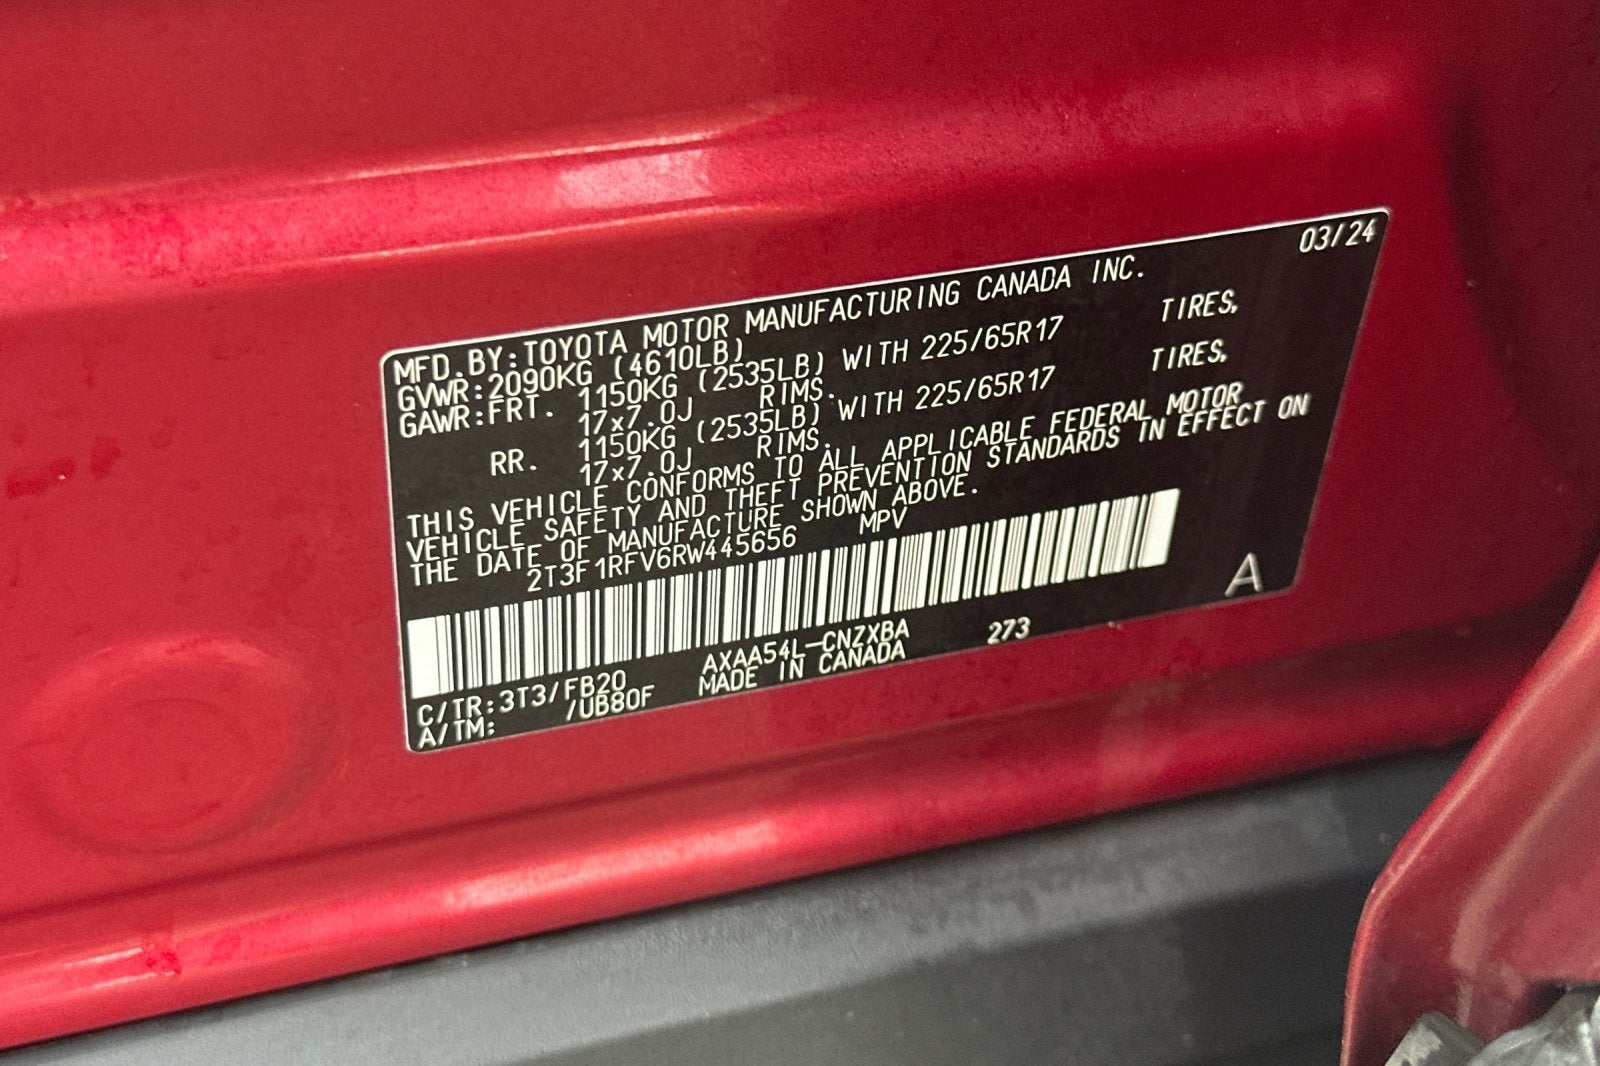 03/24
MFD.BY:TOYOTA MOTOR MANUFACTURING CANADA INC.
GVWR:2090KG (4610LB)
GAWR:FRT. 1150KG (2535LB) WITH 225/65R17 TIRES,
17x7.0J RIMS.
RR. 1150KG (2535LB) WITH 225/65R17 TIRES,
17x7.0J RIMS.
THIS VEHICLE CONFORMS TO ALL APPLICABLE FEDERAL MOTOR
VEHICLE SAFETY AND THEFT PREVENTION STANDARDS IN EFFECT ON
THE DATE OF MANUFACTURE SHOWN ABOVE.
2T3F1RFV6RW445656 MPV
A
C/TR:3T3/FB20 AXAA54L-CNZXBA 273
A/TM: /UB80F MADE IN CANADA